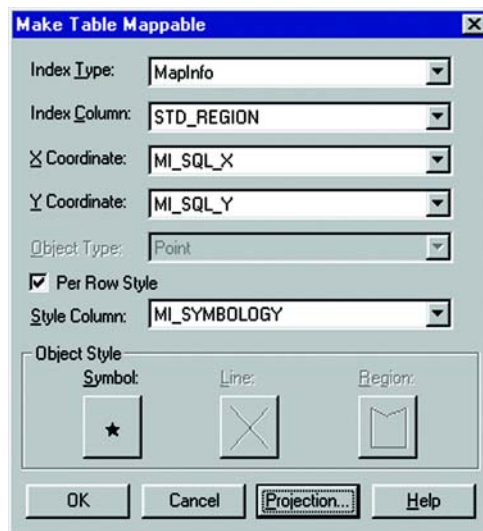 Make Table Mappable
Index Type: MapInfo
Index Column: STD_REGION
X Coordinate: MI_SQL_X
Y Coordinate: MI_SQL_Y
Object Type: Point
Per Row Style
Style Column: MI_SYMBOLOGY
Object Style
Symbol: Line: Region:
OK Cancel Projection... Help